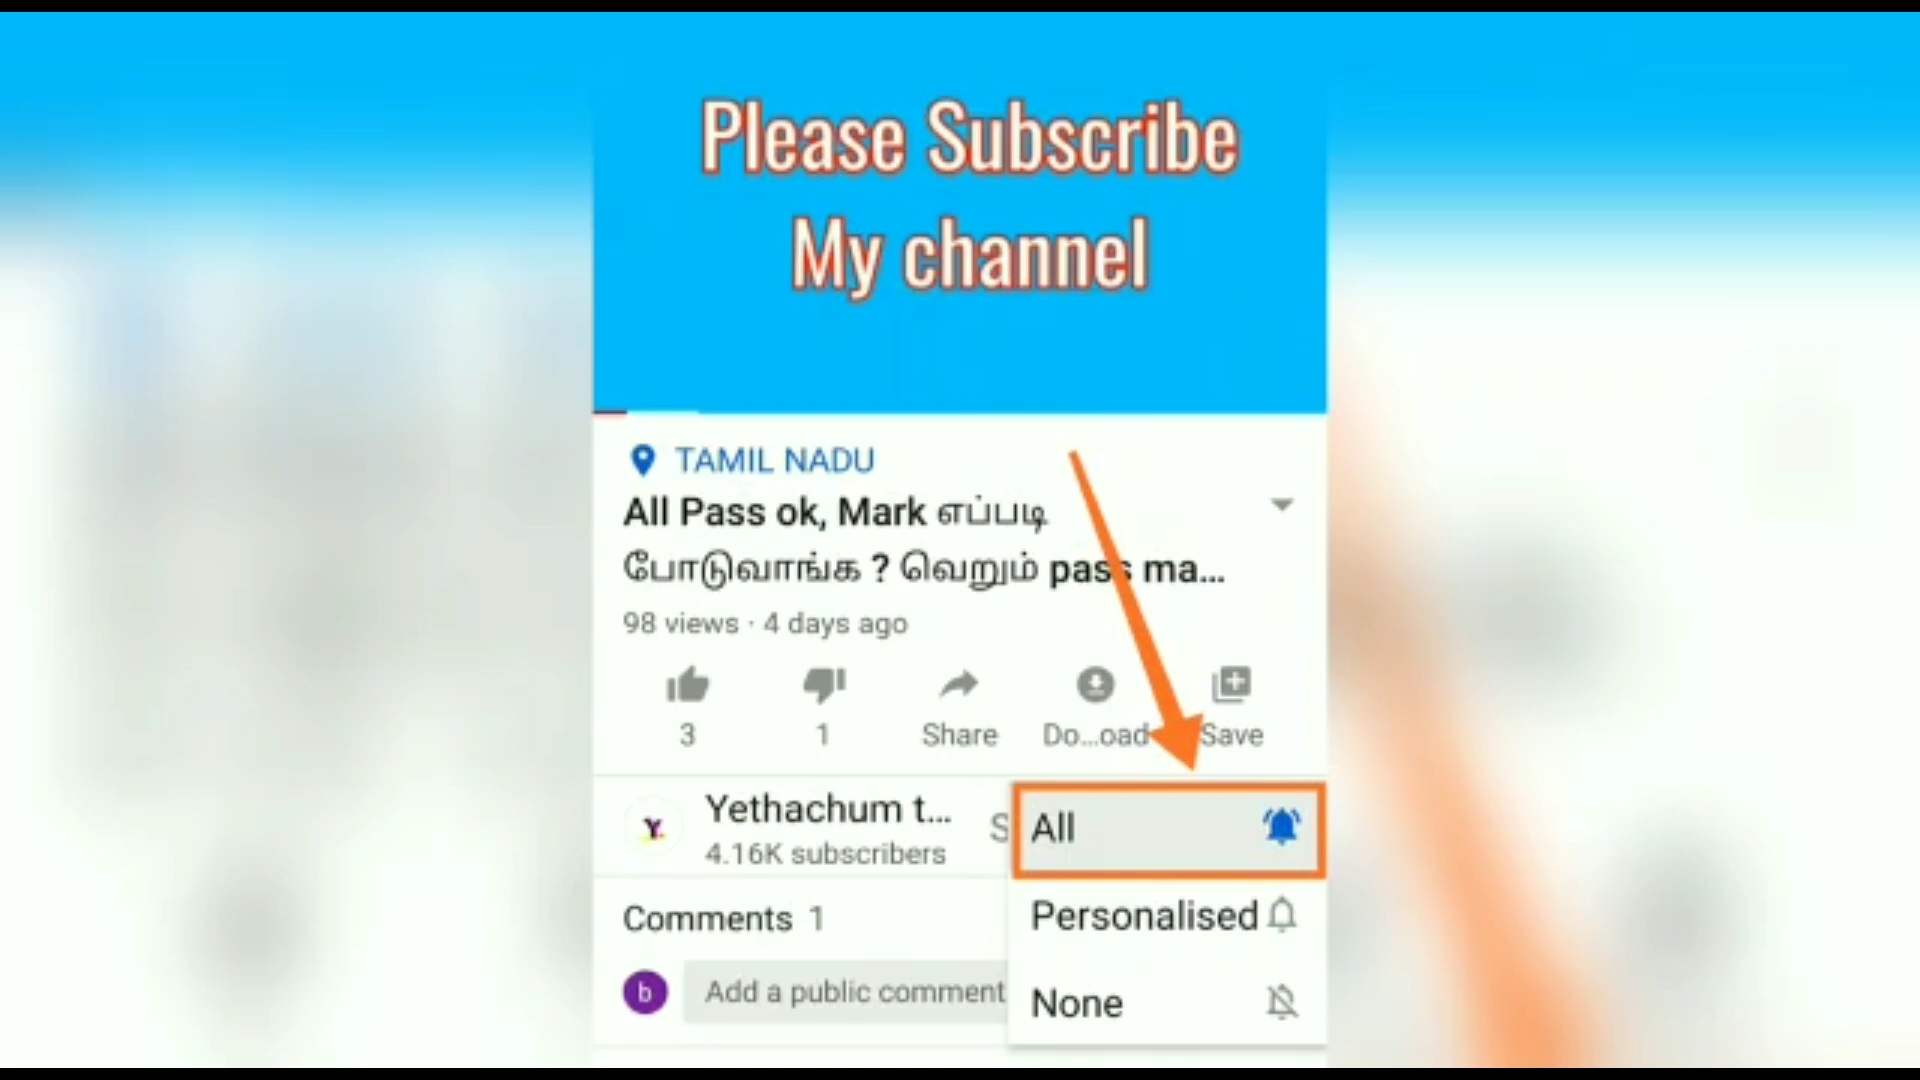 Please Subscribe
My channel
TAMIL NADU
All Pass ok, Mark எப்படி
போடுவாங்க ? வெறும் pass ma...
98 views · 4 days ago
3
1
Share
Do...oad
Save
Y
Yethachum t...
4.16K subscribers
S
All
Personalised
None
Comments 1
b
Add a public comment